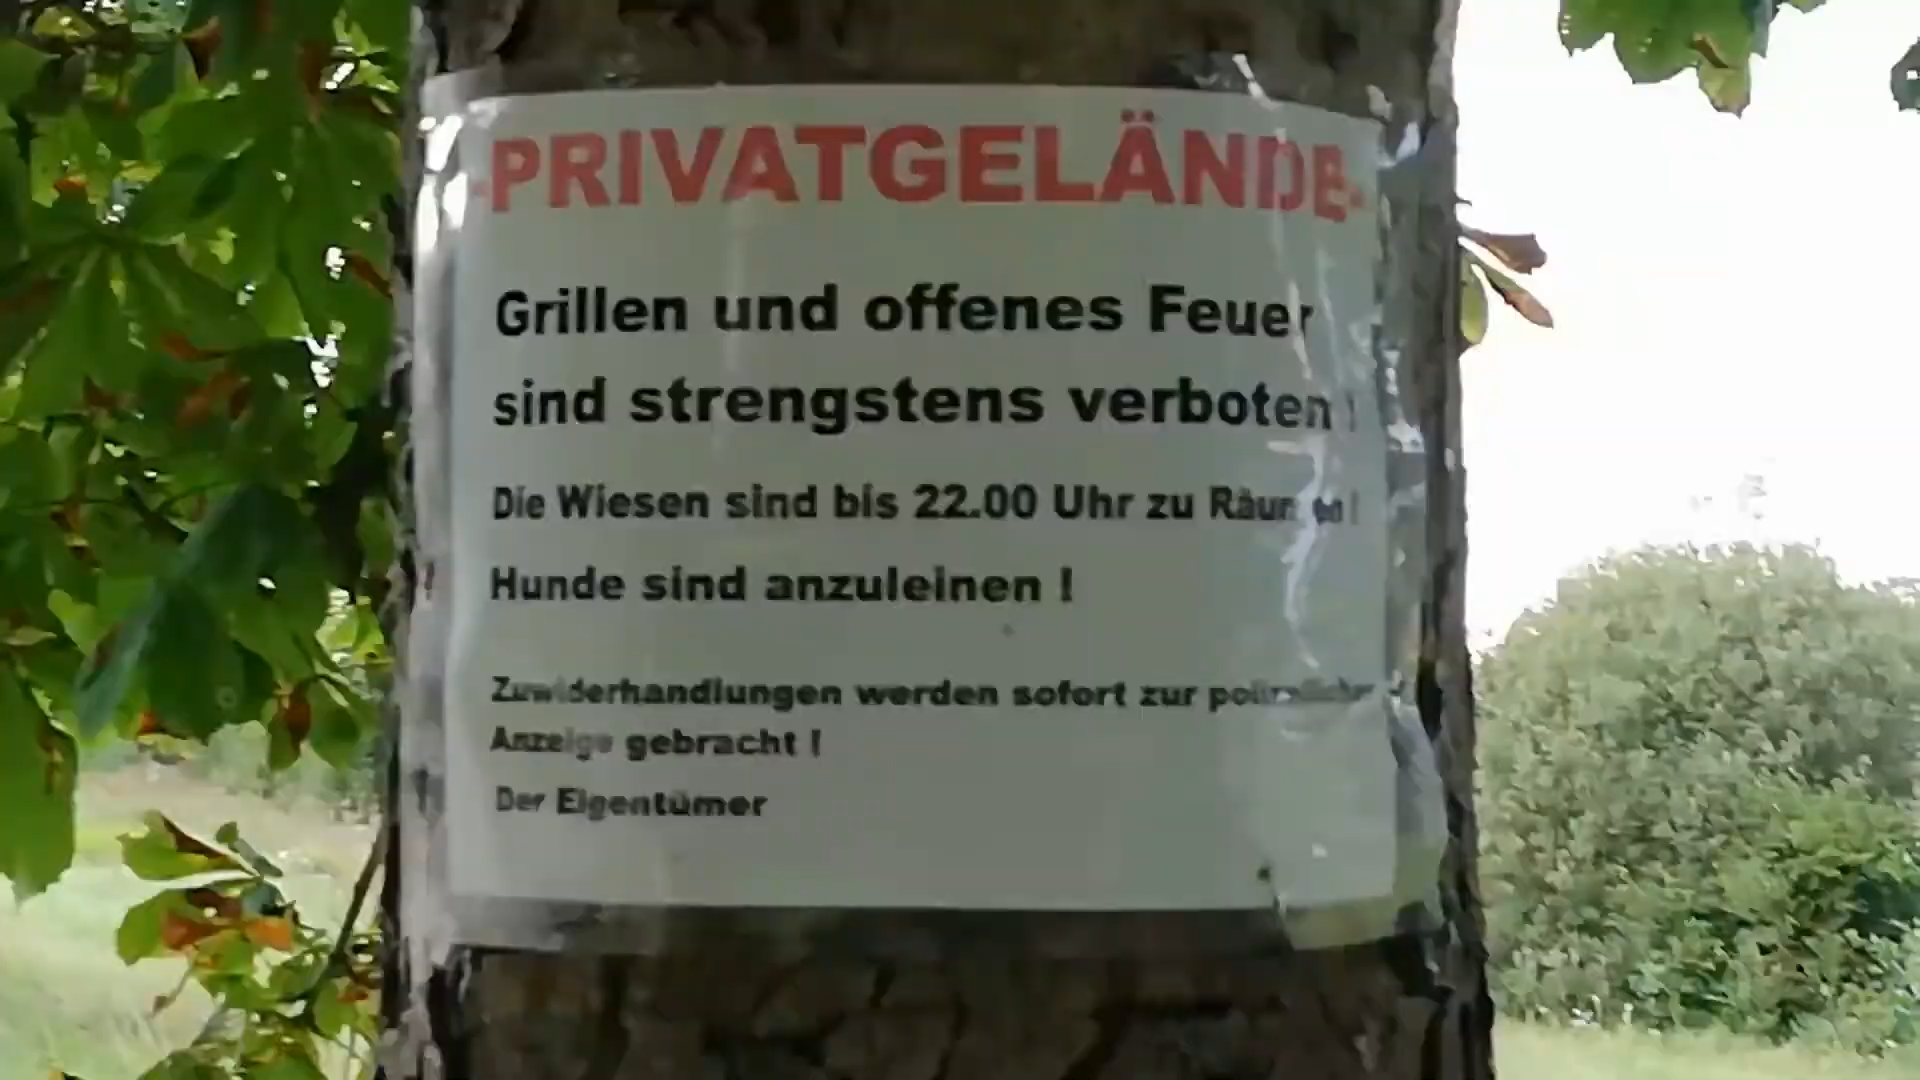 -PRIVATGELÄNDE-
Grillen und offenes Feuer
sind strengstens verboten !
Die Wiesen sind bis 22.00 Uhr zu Räumen !
Hunde sind anzuleinen !
Zuwiderhandlungen werden sofort zur
Anzeige gebracht !
Der Eigentümer